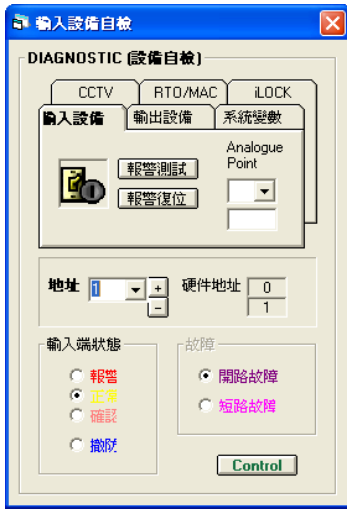 輸入設備自檢
DIAGNOSTIC (設備自檢)
CCTV RTO/MAC iLOCK
輸入設備 輸出設備 系統變數
Analogue
Point
報警測試
報警復位
地址 1 + - 硬件地址 0
1
輸入端狀態 故障
報警 開路故障
正常
確認 短路故障
撤防
Control